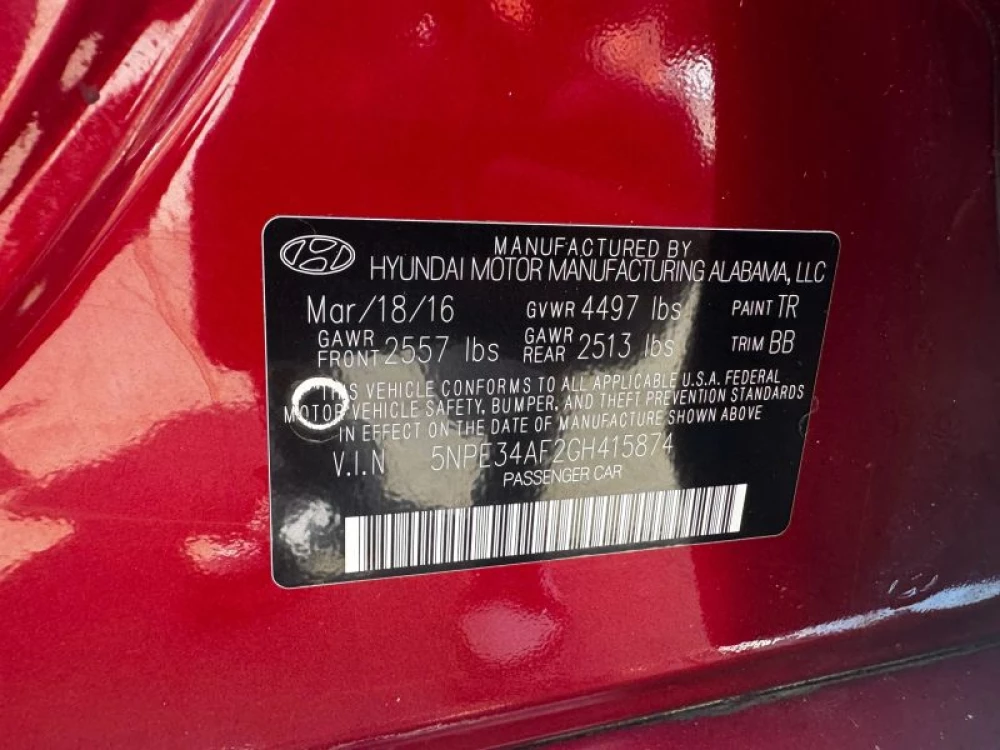 MANUFACTURED BY
HYUNDAI MOTOR MANUFACTURING ALABAMA, LLC
Mar/18/16 GVWR 4497 lbs PAINT TR
GAWR FRONT 2557 lbs GAWR REAR 2513 lbs TRIM BB
THIS VEHICLE CONFORMS TO ALL APPLICABLE U.S.A. FEDERAL
MOTOR VEHICLE SAFETY, BUMPER, AND THEFT PREVENTION STANDARDS
IN EFFECT ON THE DATE OF MANUFACTURE SHOWN ABOVE
V.I.N 5NPE34AF2GH415874
PASSENGER CAR